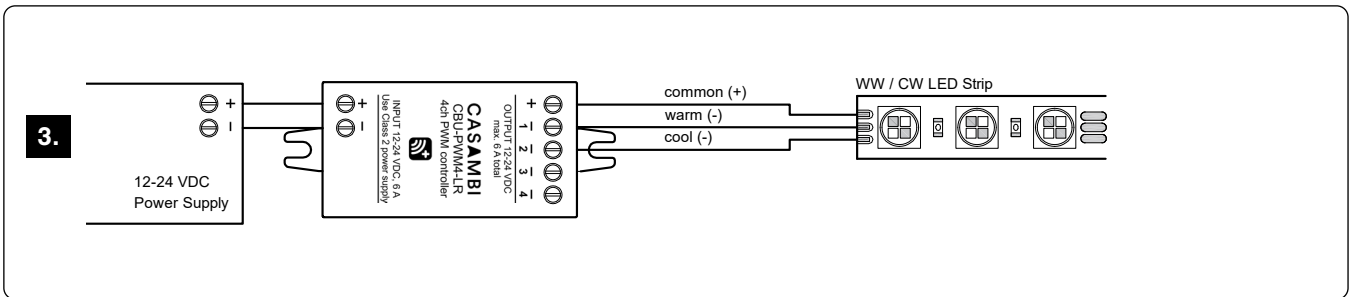 3.
12-24 VDC
Power Supply
+
–
+
–
INPUT 12-24 VDC, 6 A
Use Class 2 power supply
CASAMBI
CBU-PWM4-LR
4ch PWM controller
OUTPUT 12-24 VDC
max. 6 A total
+
1 –
2 –
3 –
4 –
common (+)
warm (-)
cool (-)
WW / CW LED Strip